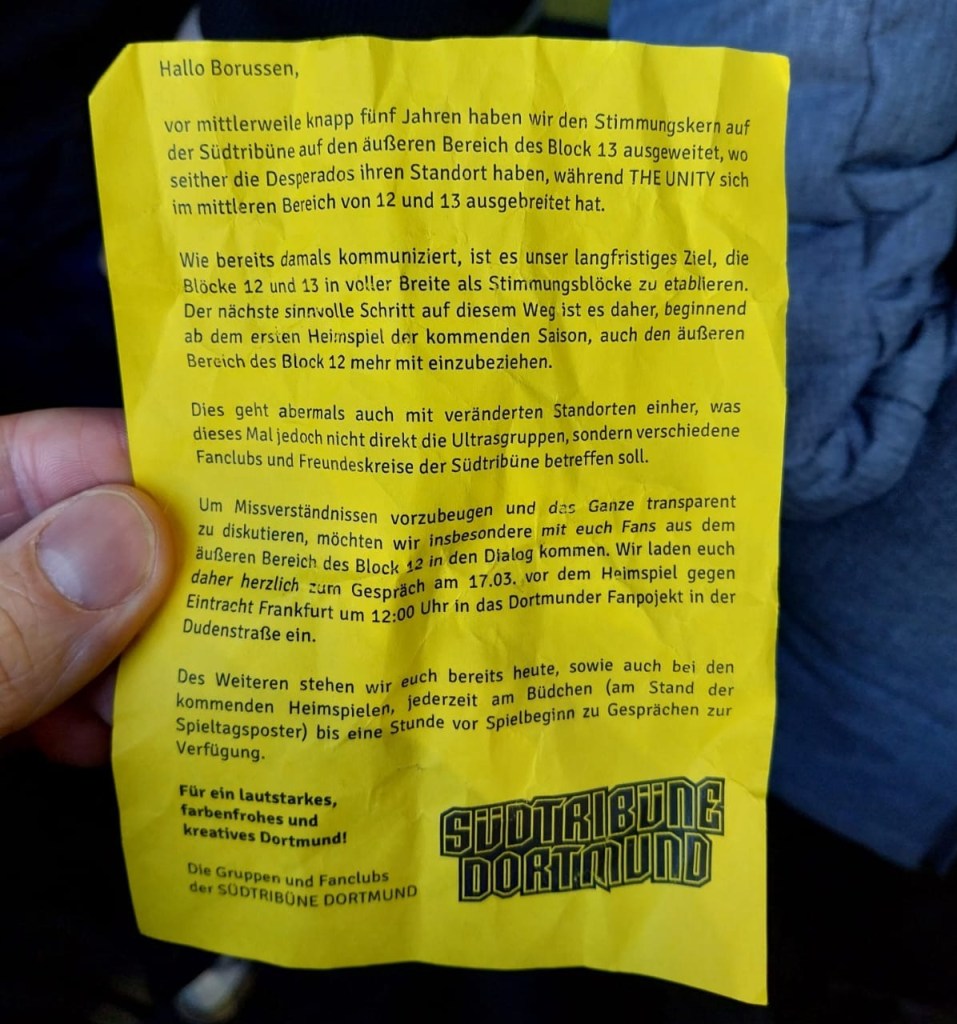 Hallo Borussen,
vor mittlerweile knapp fünf Jahren haben wir den Stimmungskern auf
der Südtribüne auf den äußeren Bereich des Block 13 ausgeweitet, wo
seither die Desperados ihren Standort haben, während THE UNITY sich
im mittleren Bereich von 12 und 13 ausgebreitet hat.
Wie bereits damals kommuniziert, ist es unser langfristiges Ziel, die
Blöcke 12 und 13 in voller Breite als Stimmungsblöcke zu etablieren.
Der nächste sinnvolle Schritt auf diesem Weg ist es daher, beginnend
ab dem ersten Heimspiel der kommenden Saison, auch den äußeren
Bereich des Block 12 mehr mit einzubeziehen.
Dies geht abermals auch mit veränderten Standorten einher, was
dieses Mal jedoch nicht direkt die Ultrasgruppen, sondern verschiedene
Fanclubs und Freundeskreise der Südtribüne betreffen soll.
Um Missverständnissen vorzubeugen und das Ganze transparent
zu diskutieren, möchten wir insbesondere mit euch Fans aus dem
äußeren Bereich des Block 12 in den Dialog kommen. Wir laden euch
daher herzlich zum Gespräch am 17.03. vor dem Heimspiel gegen
Eintracht Frankfurt um 12:00 Uhr in das Dortmunder Fanpojekt in der
Dudenstraße ein.
Des Weiteren stehen wir euch bereits heute, sowie auch bei den
kommenden Heimspielen, jederzeit am Büdchen (am Stand der
Spieltagsposter) bis eine Stunde vor Spielbeginn zu Gesprächen zur
Verfügung.
Für ein lautstarkes,
farbenfrohes und
kreatives Dortmund!
Die Gruppen und Fanclubs
der SÜDTRIBÜNE DORTMUND
SÜDTRIBÜNE
DORTMUND